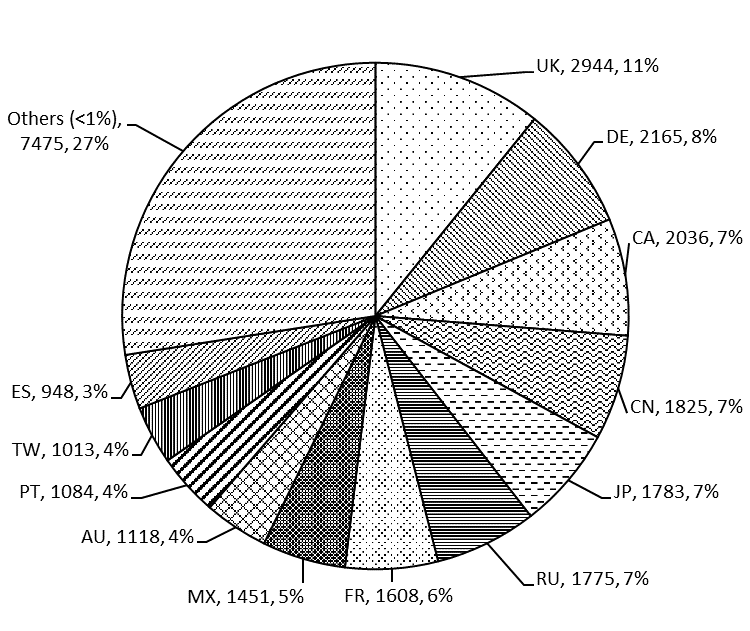 UK, 2944, 11%
DE, 2165, 8%
CA, 2036, 7%
CN, 1825, 7%
JP, 1783, 7%
RU, 1775, 7%
FR, 1608, 6%
MX, 1451, 5%
AU, 1118, 4%
PT, 1084, 4%
TW, 1013, 4%
ES, 948, 3%
Others (<1%),
7475, 27%